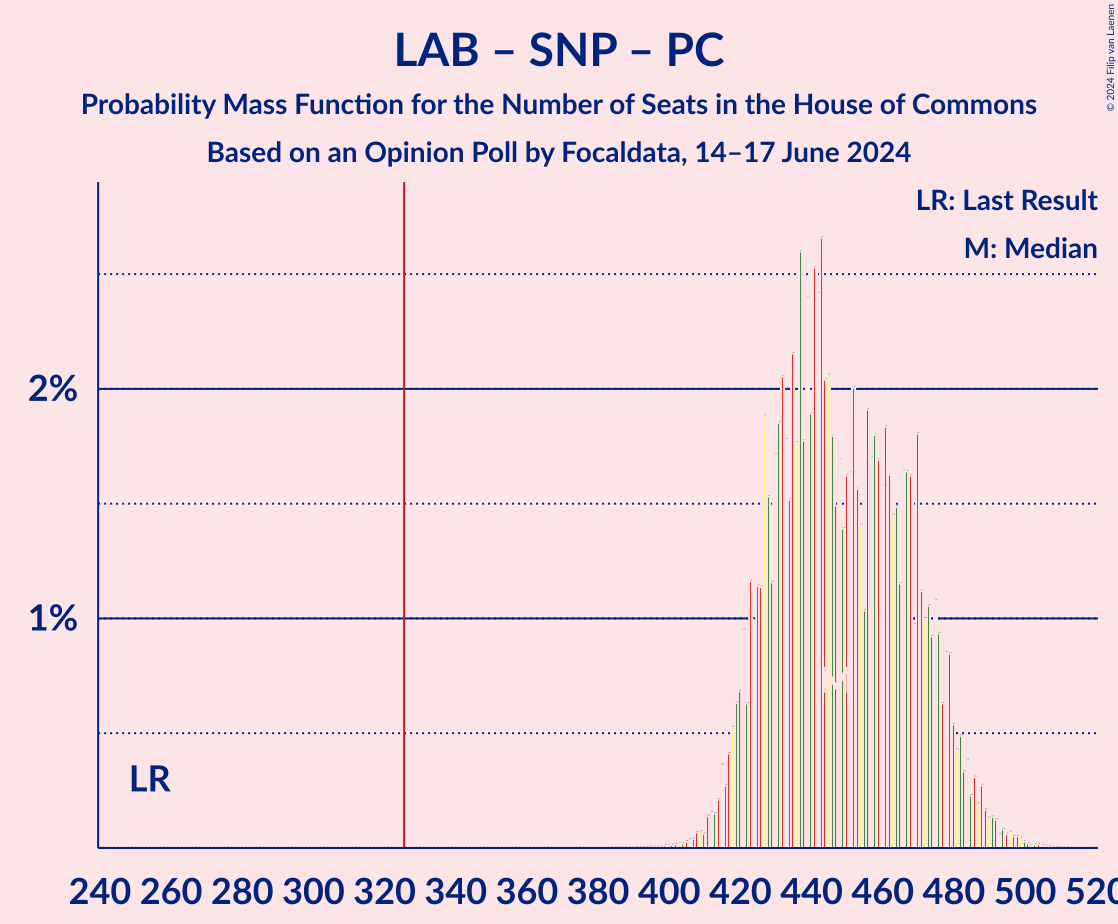 LAB – SNP – PC
Probability Mass Function for the Number of Seats in the House of Commons
Based on an Opinion Poll by Focaldata, 14–17 June 2024
© 2024 Filip van Laenen
LR: Last Result
M: Median
2%
1%
LR
M
240 260 280 300 320 340 360 380 400 420 440 460 480 500 520